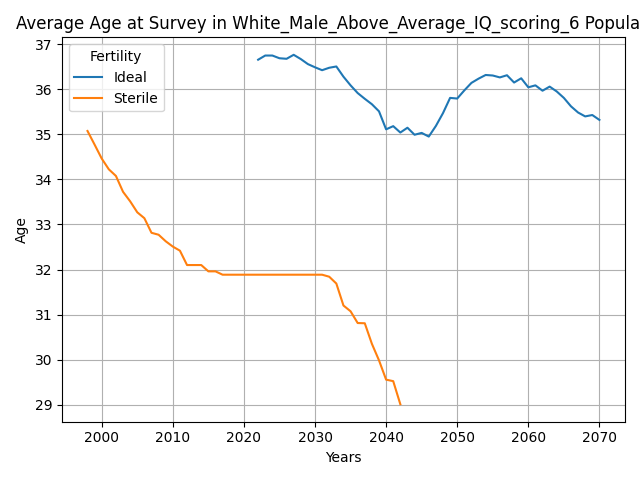 Average Age at Survey in White_Male_Above_Average_IQ_scoring_6 Popula
Fertility
Ideal
Sterile
37
36
35
34
33
32
31
30
29
Age
2000 2010 2020 2030 2040 2050 2060 2070
Years